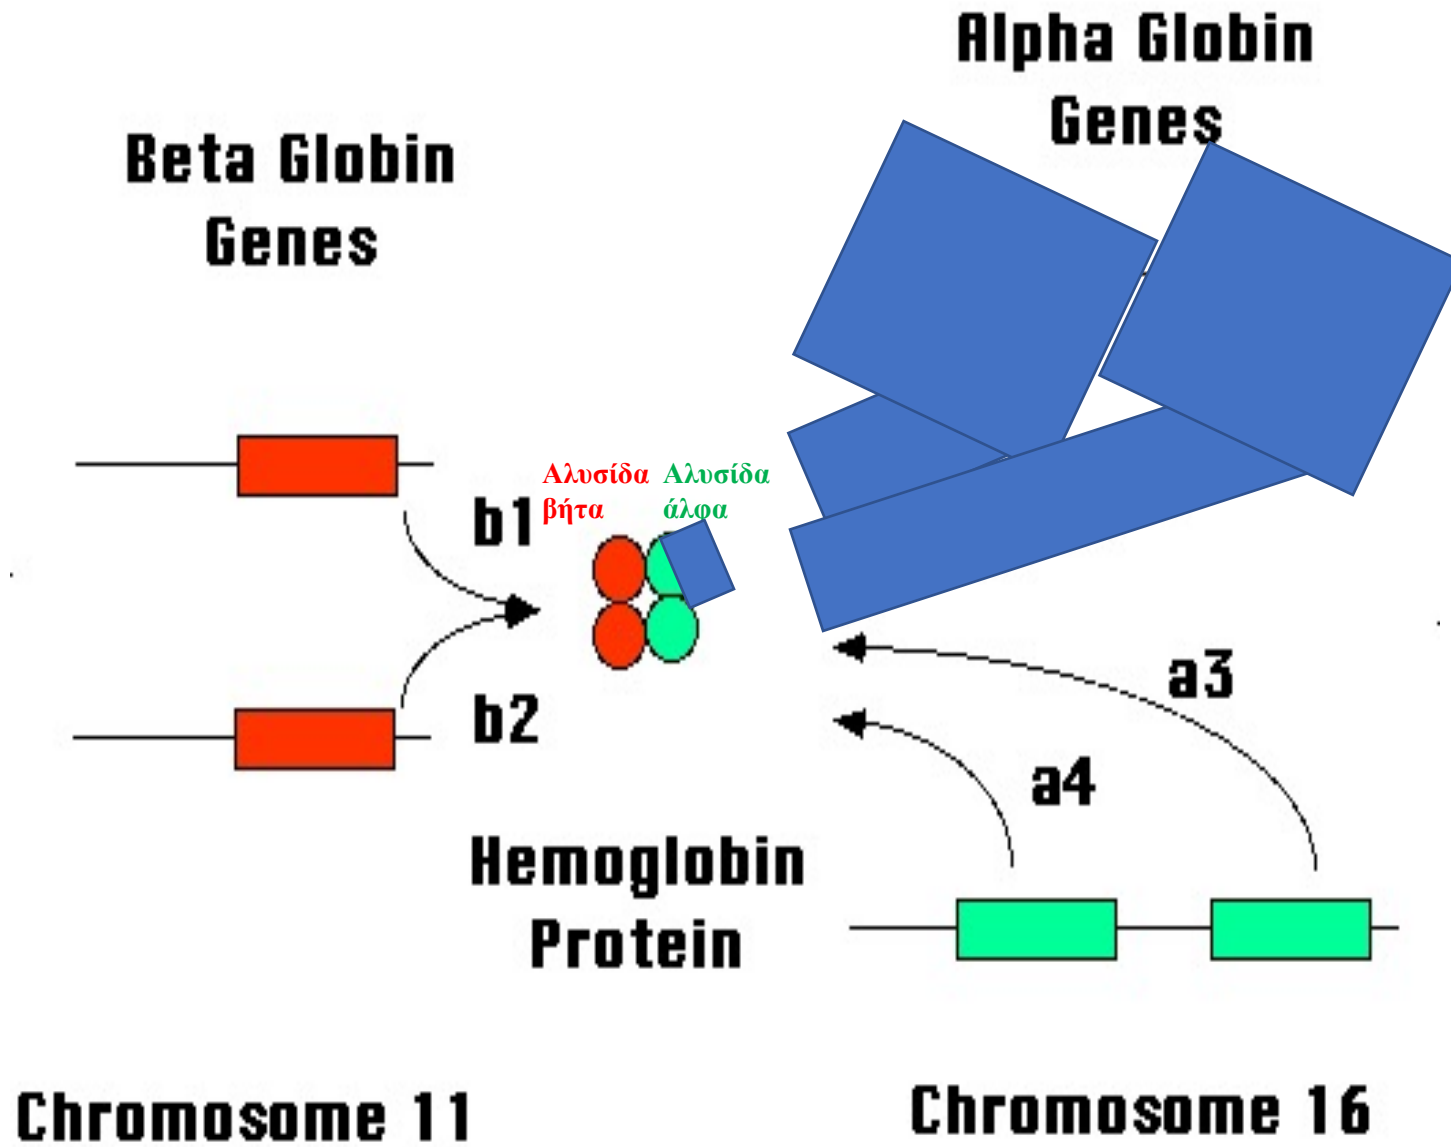 Alpha Globin
Genes
Beta Globin
Genes
Αλυσίδα
βήτα
Αλυσίδα
άλφα
b1
b2
a3
a4
Hemoglobin
Protein
Chromosome 11
Chromosome 16